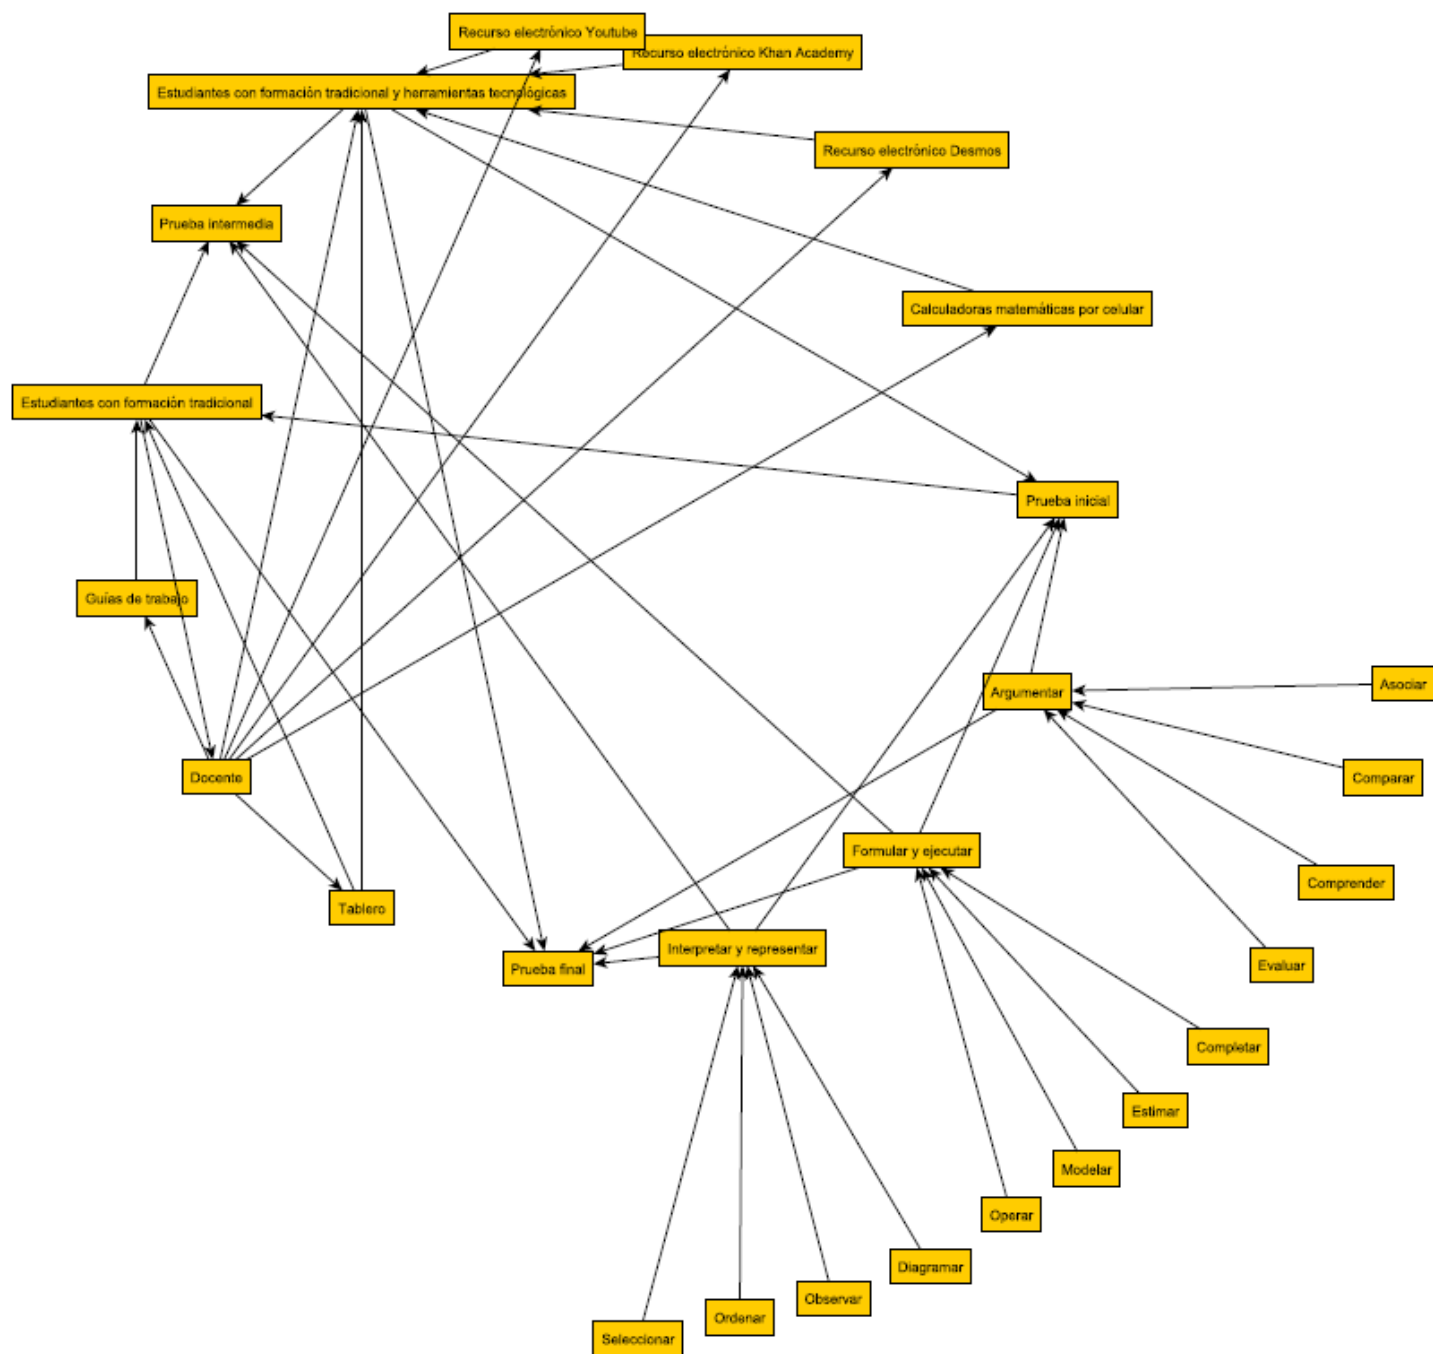 Recurso electrónico Youtube
Recurso electrónico Khan Academy
Estudiantes con formación tradicional y herramientas tecnológicas
Recurso electrónico Desmos
Prueba intermedia
Calculadoras matemáticas por celular
Estudiantes con formación tradicional
Prueba inicial
Guías de trabajo
Argumentar
Asociar
Docente
Comparar
Formular y ejecutar
Comprender
Tablero
Interpretar y representar
Prueba final
Evaluar
Completar
Estimar
Modelar
Operar
Diagramar
Observar
Ordenar
Seleccionar